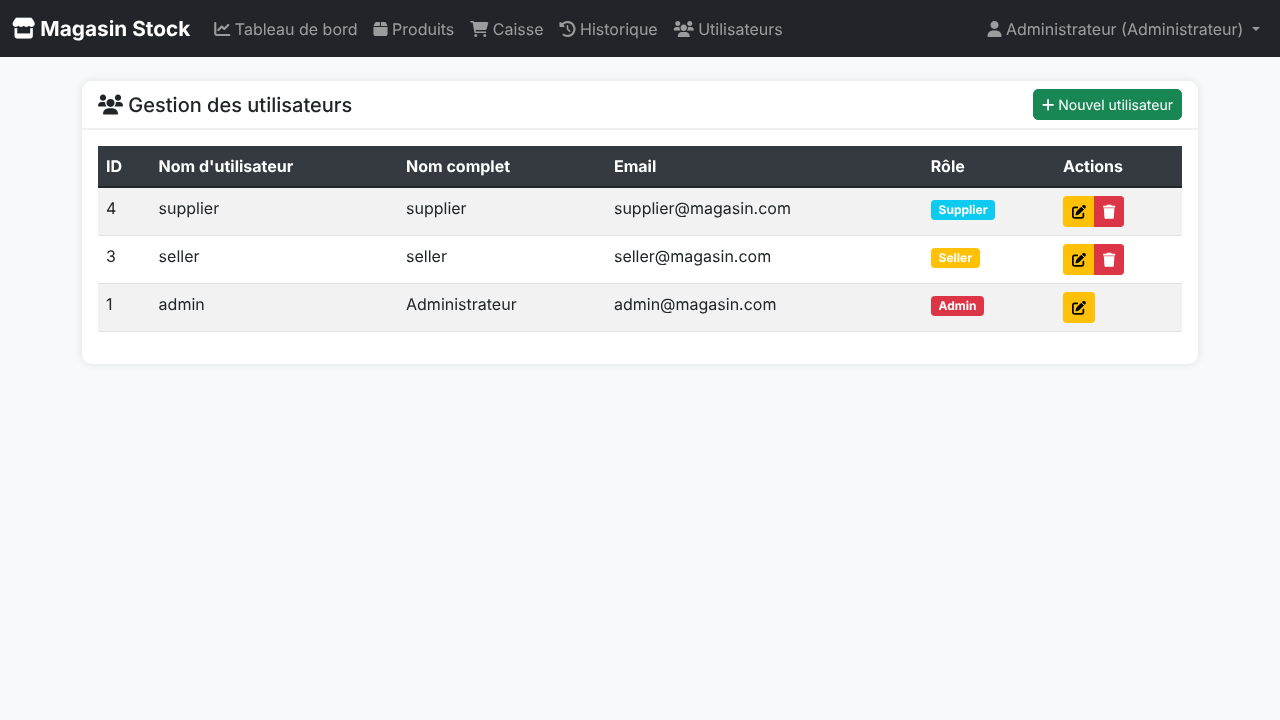 Magasin Stock Tableau de bord Produits Caisse Historique Utilisateurs Administrateur (Administrateur)
Gestion des utilisateurs Nouvel utilisateur
ID Nom d'utilisateur Nom complet Email Rôle Actions
4 supplier supplier supplier@magasin.com Supplier
3 seller seller seller@magasin.com Seller
1 admin Administrateur admin@magasin.com Admin